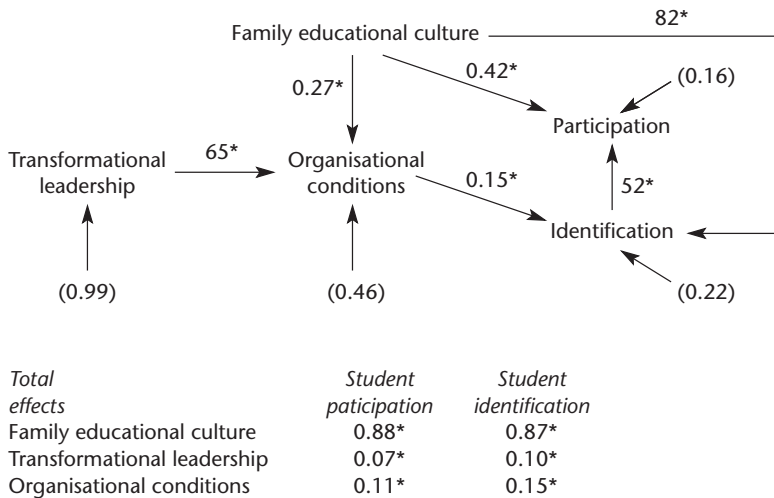 Family educational culture
82*
0.27*
0.42*
(0.16)
Participation
Transformational
leadership
65*
Organisational
conditions
0.15*
52*
Identification
(0.99)
(0.46)
(0.22)
Total effects
Student paticipation
Student identification
Family educational culture 0.88* 0.87*
Transformational leadership 0.07* 0.10*
Organisational conditions 0.11* 0.15*